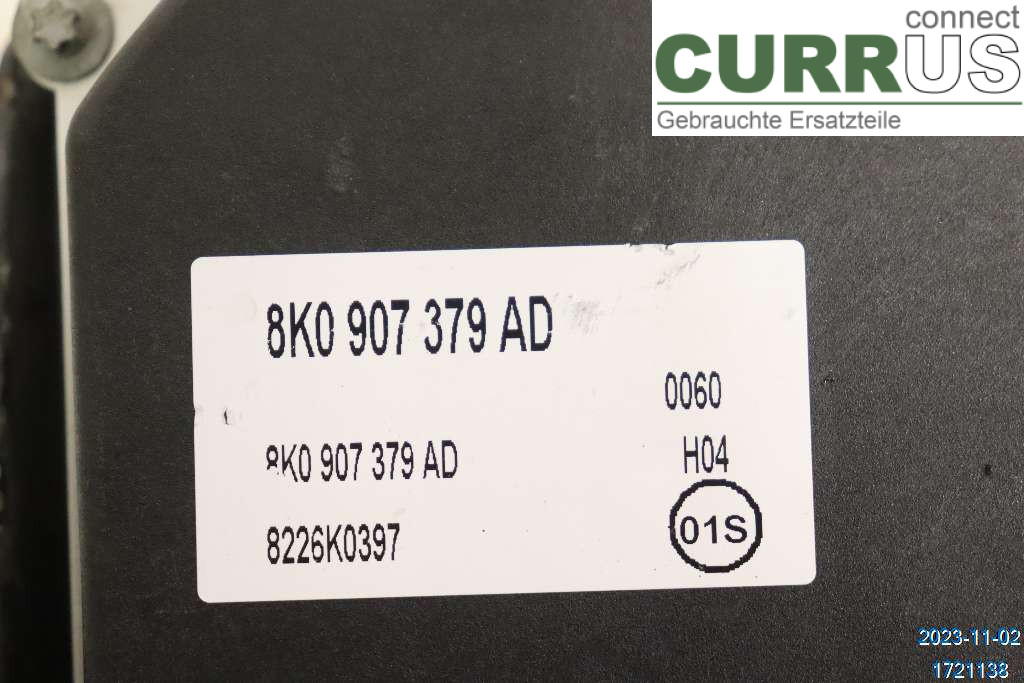 connect
CURRUS
Gebrauchte Ersatzteile
8K0 907 379 AD
0060
8K0 907 379 AD
H04
8226K0397
01S
2023-11-02
1721138